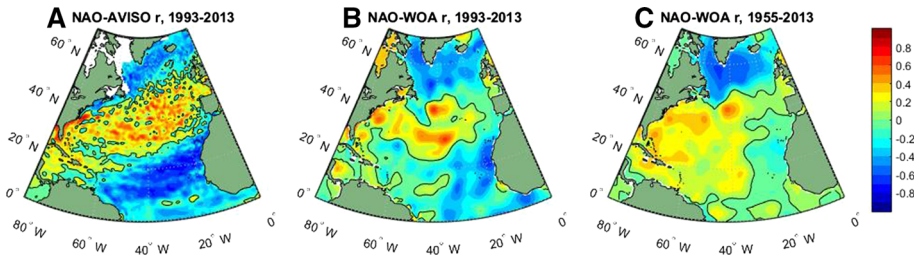 A NAO-AVISO r, 1993-2013
B NAO-WOA r, 1993-2013
C NAO-WOA r, 1955-2013
60° N
40° N
20° N
0°
80° W
60° W
40° W
20° W
0°
60° N
40° N
20° N
0°
80° W
60° W
40° W
20° W
0°
60° N
40° N
20° N
0°
80° W
60° W
40° W
20° W
0°
0.8
0.6
0.4
0.2
0
-0.2
-0.4
-0.6
-0.8